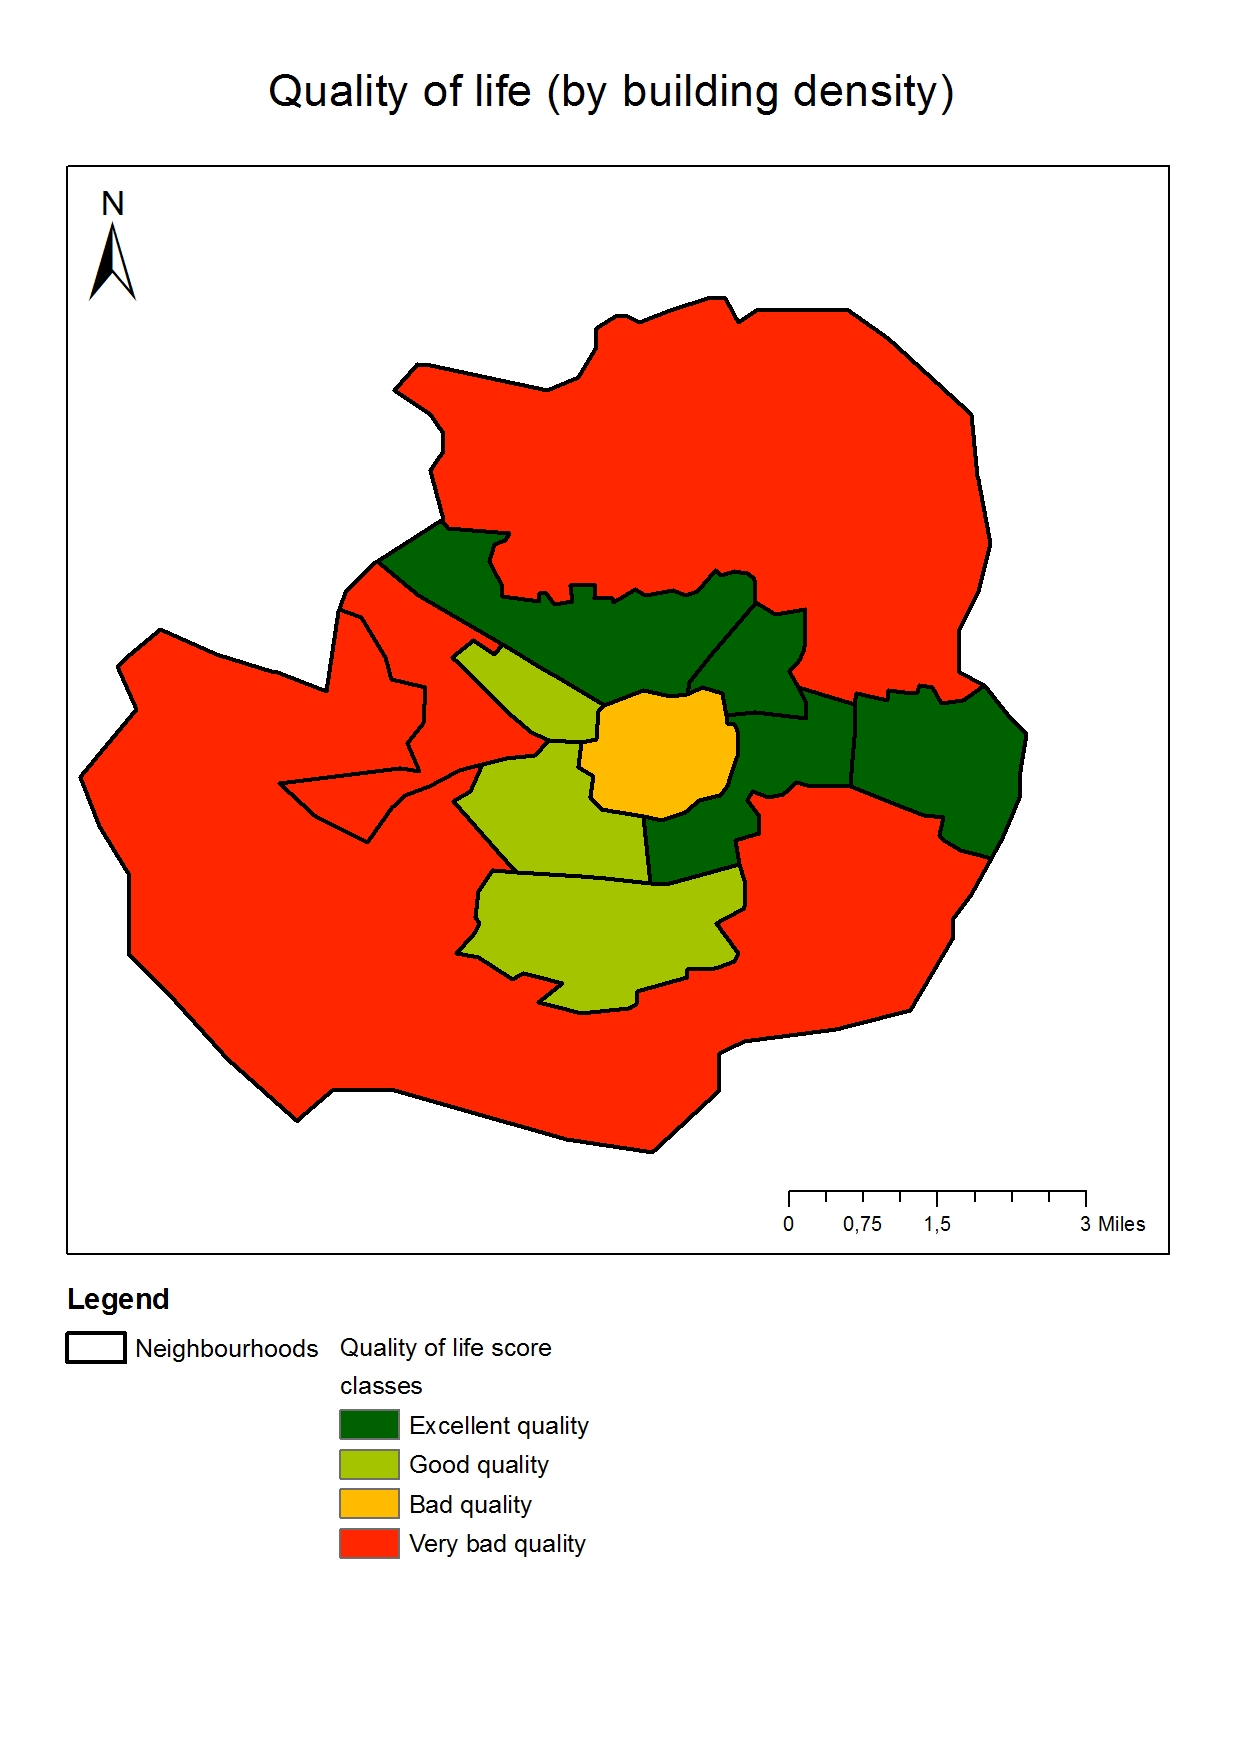 Quality of life (by building density)
N
0 0,75 1,5 3 Miles
Legend
Neighbourhoods
Quality of life score
classes
Excellent quality
Good quality
Bad quality
Very bad quality